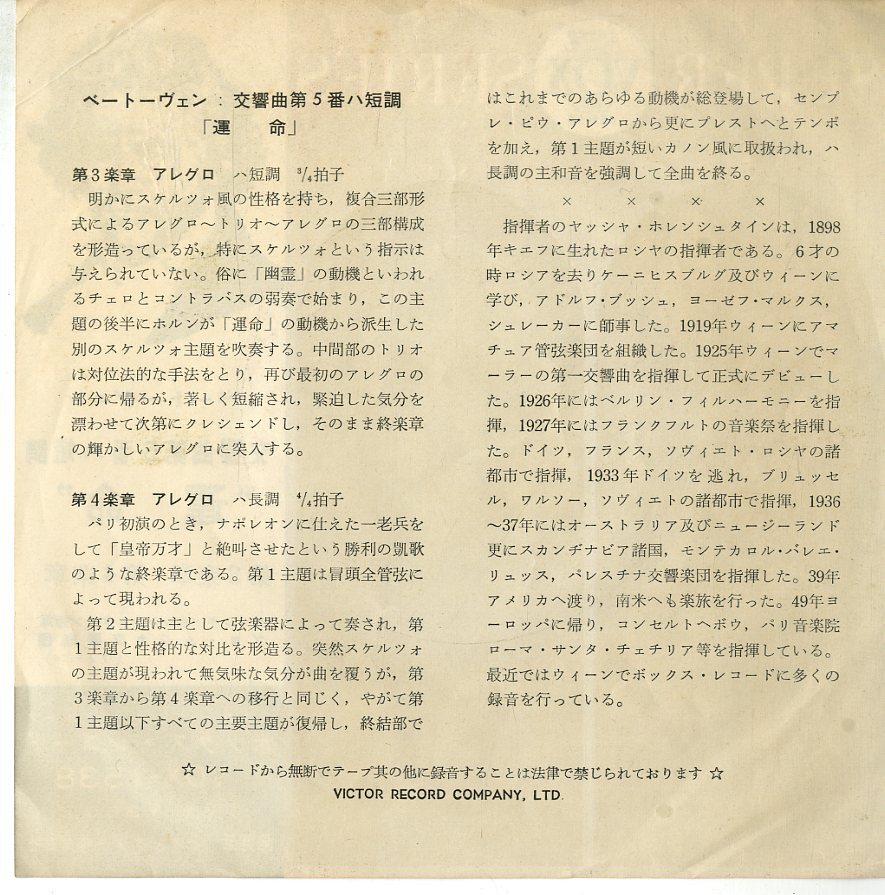 ベートーヴェン：交響曲第5番ハ短調
「運　命」
第3楽章　アレグロ　ハ短調　3/4拍子
明かにスケルツォ風の性格を持ち，複合三部形
式によるアレグロ～トリオ～アレグロの三部構成
を形造っているが，特にスケルツォという指示は
与えられていない。俗に「幽霊」の動機といわれ
るチェロとコントラバスの弱奏で始まり，この主
題の後半にホルンが「運命」の動機から派生した
別のスケルツォ主題を吹奏する。中間部のトリオ
は対位法的な手法をとり，再び最初のアレグロの
部分に帰るが，著しく短縮され，緊迫した気分を
漂わせて次第にクレシェンドし，そのまま終楽章
の輝かしいアレグロに突入する。
第4楽章　アレグロ　ハ長調　4/4拍子
パリ初演のとき，ナポレオンに仕えた一老兵を
して「皇帝万才」と絶叫させたという勝利の凱歌
のような終楽章である。第1主題は冒頭全管弦に
よって現われる。
第2主題は主として弦楽器によって奏され，第
1主題と性格的な対比を形造る。突然スケルツォ
の主題が現われて無気味な気分が曲を覆うが，第
3楽章から第4楽章への移行と同じく，やがて第
1主題以下すべての主要主題が復帰し，終結部で
はこれまでのあらゆる動機が総登場して，センプ
レ・ピウ・アレグロから更にプレストへとテンポ
を加え，第1主題が短いカノン風に取扱われ，ハ
長調の主和音を強調して全曲を終る。
×　×　×　×
指揮者のヤッシャ・ホレンシュタインは，1898
年キエフに生れたロシヤの指揮者である。6才の
時ロシアを去りケーニヒスブルグ及びウィーンに
学び，アドルフ・ブッシュ，ヨーゼフ・マルクス，
シュレーカーに師事した。1919年ウィーンにアマ
チュア管弦楽団を組織した。1925年ウィーンでマ
ーラーの第一交響曲を指揮して正式にデビューし
た。1926年にはベルリン・フィルハーモニーを指
揮，1927年にはフランクフルトの音楽祭を指揮し
た。ドイツ，フランス，ソヴィエト・ロシヤの諸
都市で指揮，1933年ドイツを逃れ，ブリュッセ
ル，ワルソー，ソヴィエトの諸都市で指揮，1936
～37年にはオーストラリア及びニュージーランド
更にスカンヂナビア諸国，モンテカロル・バレエ・
リュッス，パレスチナ交響楽団を指揮した。39年
アメリカへ渡り，南米へも楽旅を行った。49年ヨ
ーロッパに帰り，コンセルトヘボウ，パリ音楽院
ローマ・サンタ・チェチリア等を指揮している。
最近ではウィーンでボックス・レコードに多くの
録音を行っている。
☆ レコードから無断でテープ其の他に録音することは法律で禁じられております ☆
VICTOR RECORD COMPANY, LTD.